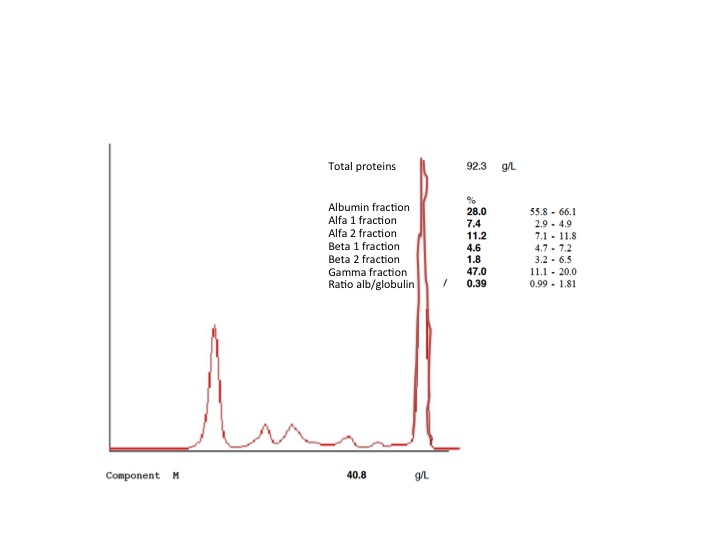 Total proteins 92.3 g/L
%
Albumin fraction 28.0 55.8 - 66.1
Alfa 1 fraction 7.4 2.9 - 4.9
Alfa 2 fraction 11.2 7.1 - 11.8
Beta 1 fraction 4.6 4.7 - 7.2
Beta 2 fraction 1.8 3.2 - 6.5
Gamma fraction 47.0 11.1 - 20.0
Ratio alb/globulin / 0.39 0.99 - 1.81
Component M 40.8 g/L